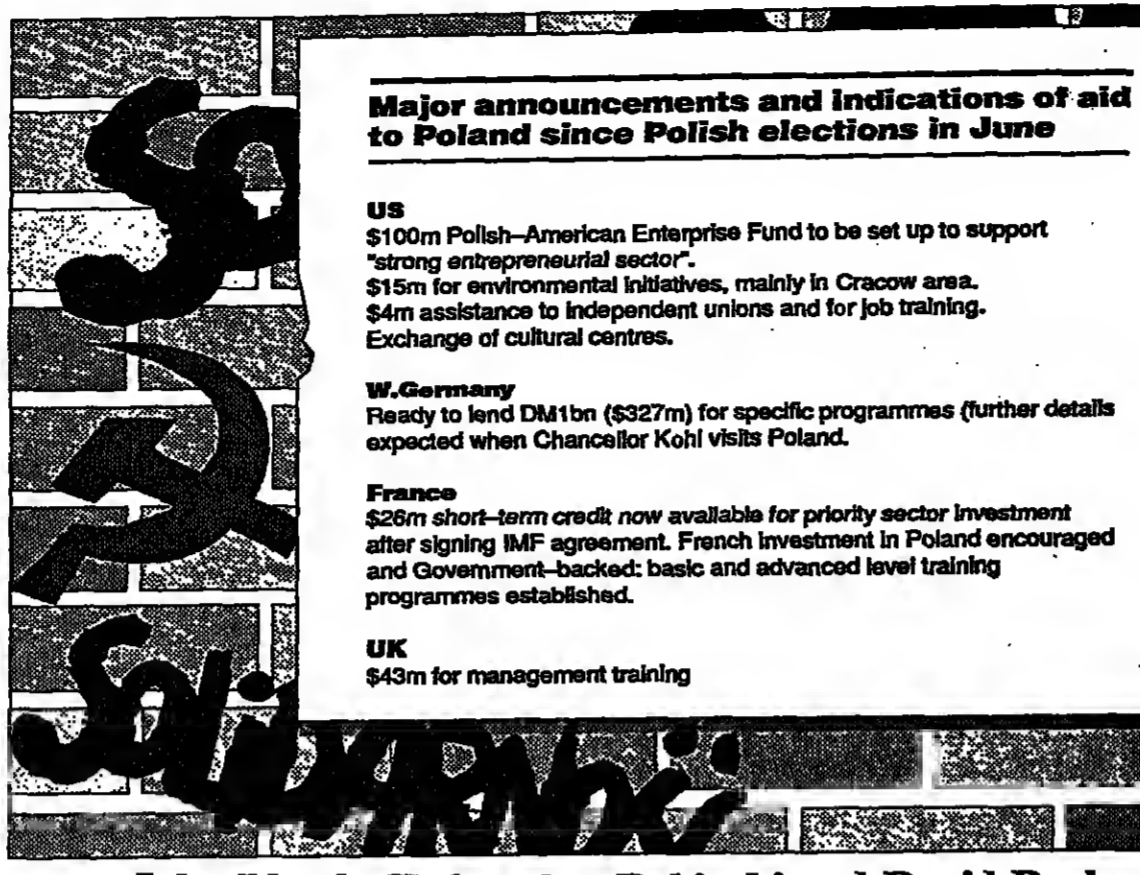 Major announcements and indications of aid
to Poland since Polish elections in June
US
$100m Polish–American Enterprise Fund to be set up to support
"strong entrepreneurial sector".
$15m for environmental initiatives, mainly in Cracow area.
$4m assistance to independent unions and for job training.
Exchange of cultural centres.
W.Germany
Ready to lend DM1bn ($327m) for specific programmes (further details
expected when Chancellor Kohl visits Poland.
France
$26m short–term credit now available for priority sector investment
after signing IMF agreement. French investment in Poland encouraged
and Government–backed: basic and advanced level training
programmes established.
UK
$43m for management training